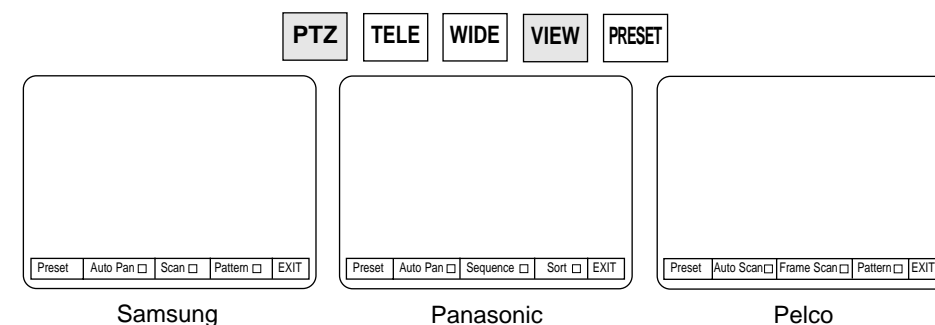 PTZ TELE WIDE VIEW PRESET
Preset Auto Pan □ Scan □ Pattern □ EXIT
Preset Auto Pan □ Sequence □ Sort □ EXIT
Preset Auto Scan □ Frame Scan □ Pattern □ EXIT
Samsung Panasonic Pelco